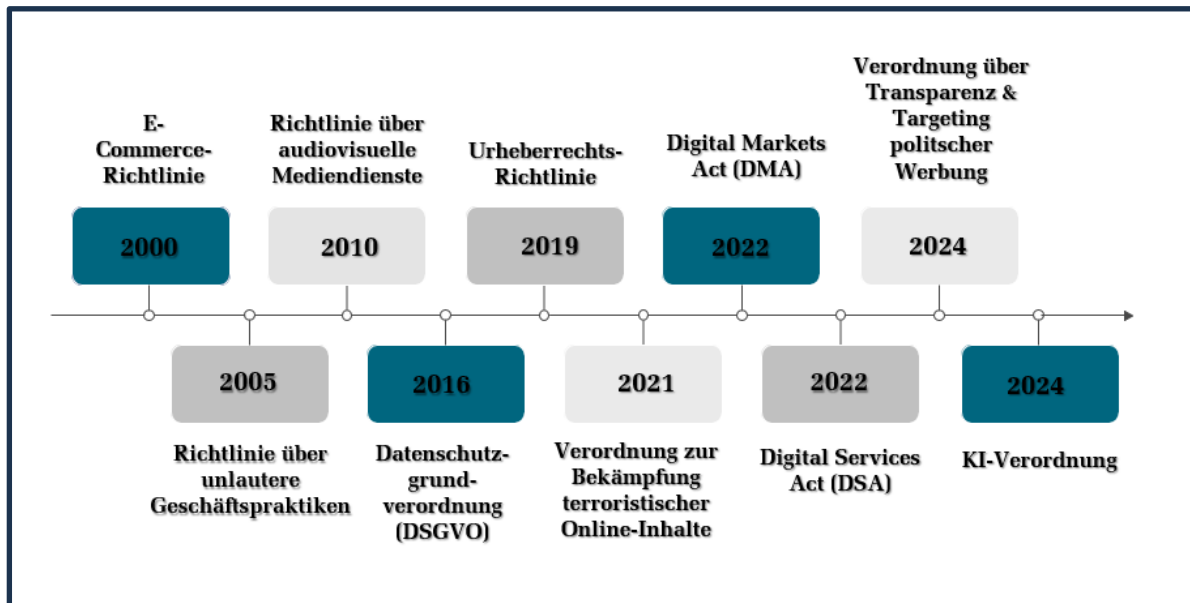 E-
Commerce-
Richtlinie
2000
2005
Richtlinie über
unlautere
Geschäftspraktiken
Richtlinie über
audiovisuelle
Mediendienste
2010
2016
Datenschutz-
grund-
verordnung
(DSGVO)
Urheberrechts-
Richtlinie
2019
2021
Verordnung zur
Bekämpfung
terroristischer
Online-Inhalte
Digital Markets
Act (DMA)
2022
2022
Digital Services
Act (DSA)
Verordnung über
Transparenz &
Targeting
politscher
Werbung
2024
2024
KI-Verordnung